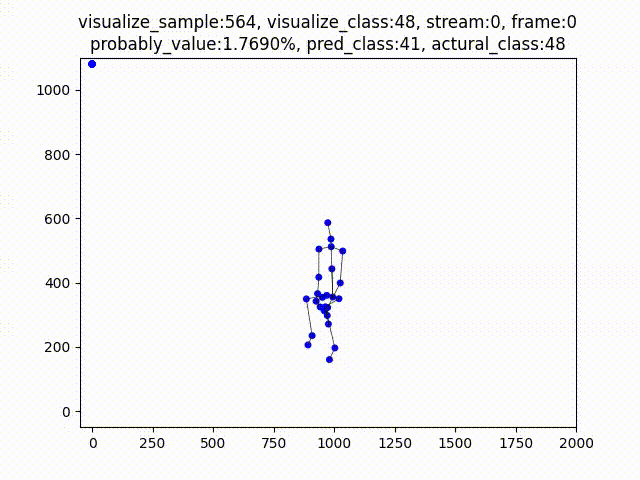 visualize_sample:564, visualize_class:48, stream:0, frame:0
probably_value:1.7690%, pred_class:41, actural_class:48
1000
800
600
400
200
0
0 250 500 750 1000 1250 1500 1750 2000